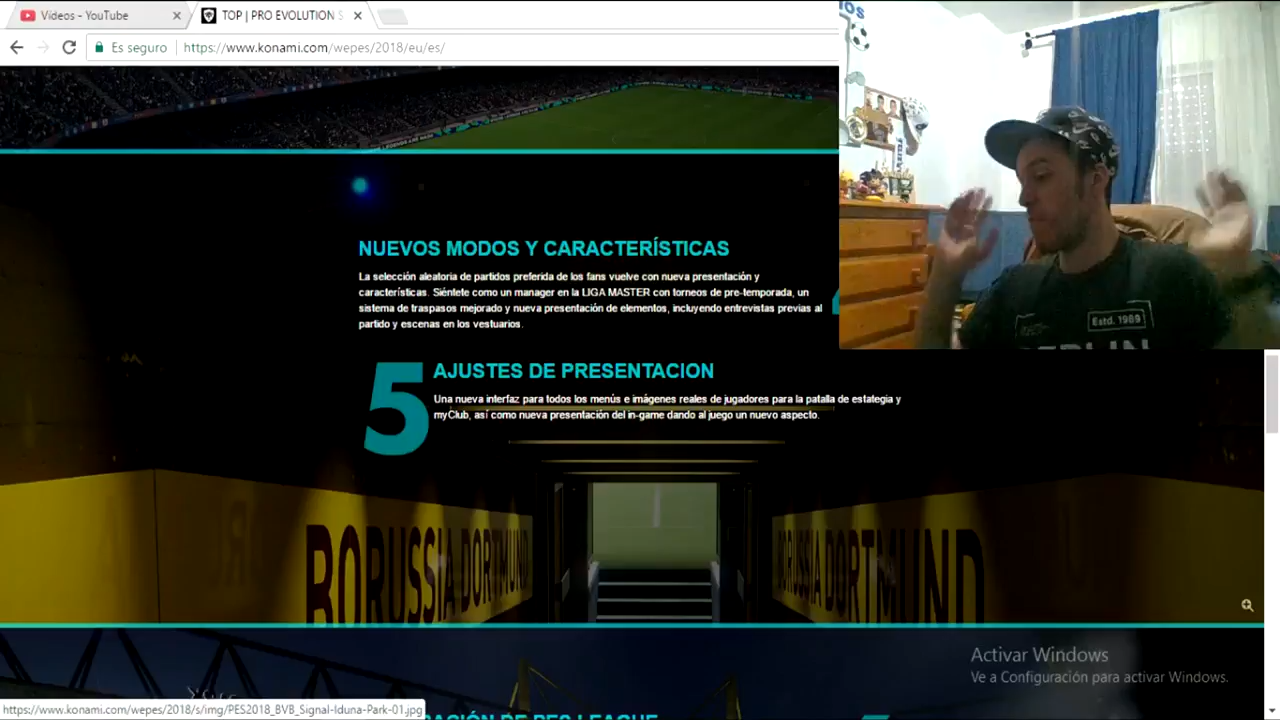 Vídeos - YouTube
TOP | PRO EVOLUTION S
Es seguro
https://www.konami.com/wepes/2018/eu/es/
NUEVOS MODOS Y CARACTERÍSTICAS
La selección aleatoria de partidos preferida de los fans vuelve con nueva presentación y
características. Siéntete como un manager en la LIGA MASTER con torneos de pre-temporada, un
sistema de traspasos mejorado y nueva presentación de elementos, incluyendo entrevistas previas al
partido y escenas en los vestuarios.
5
AJUSTES DE PRESENTACION
Una nueva interfaz para todos los menús e imágenes reales de jugadores para la patalla de estategia y
myClub, así como nueva presentación del in-game dando al juego un nuevo aspecto.
BORUSSIA DORTMUND
BORUSSIA DORTMUND
Estd. 1989
BERLIN
Activar Windows
Ve a Configuración para activar Windows.
https://www.konami.com/wepes/2018/s/img/PES2018_BVB_Signal-Iduna-Park-01.jpg
RACIÓN DE PES LEAGUE